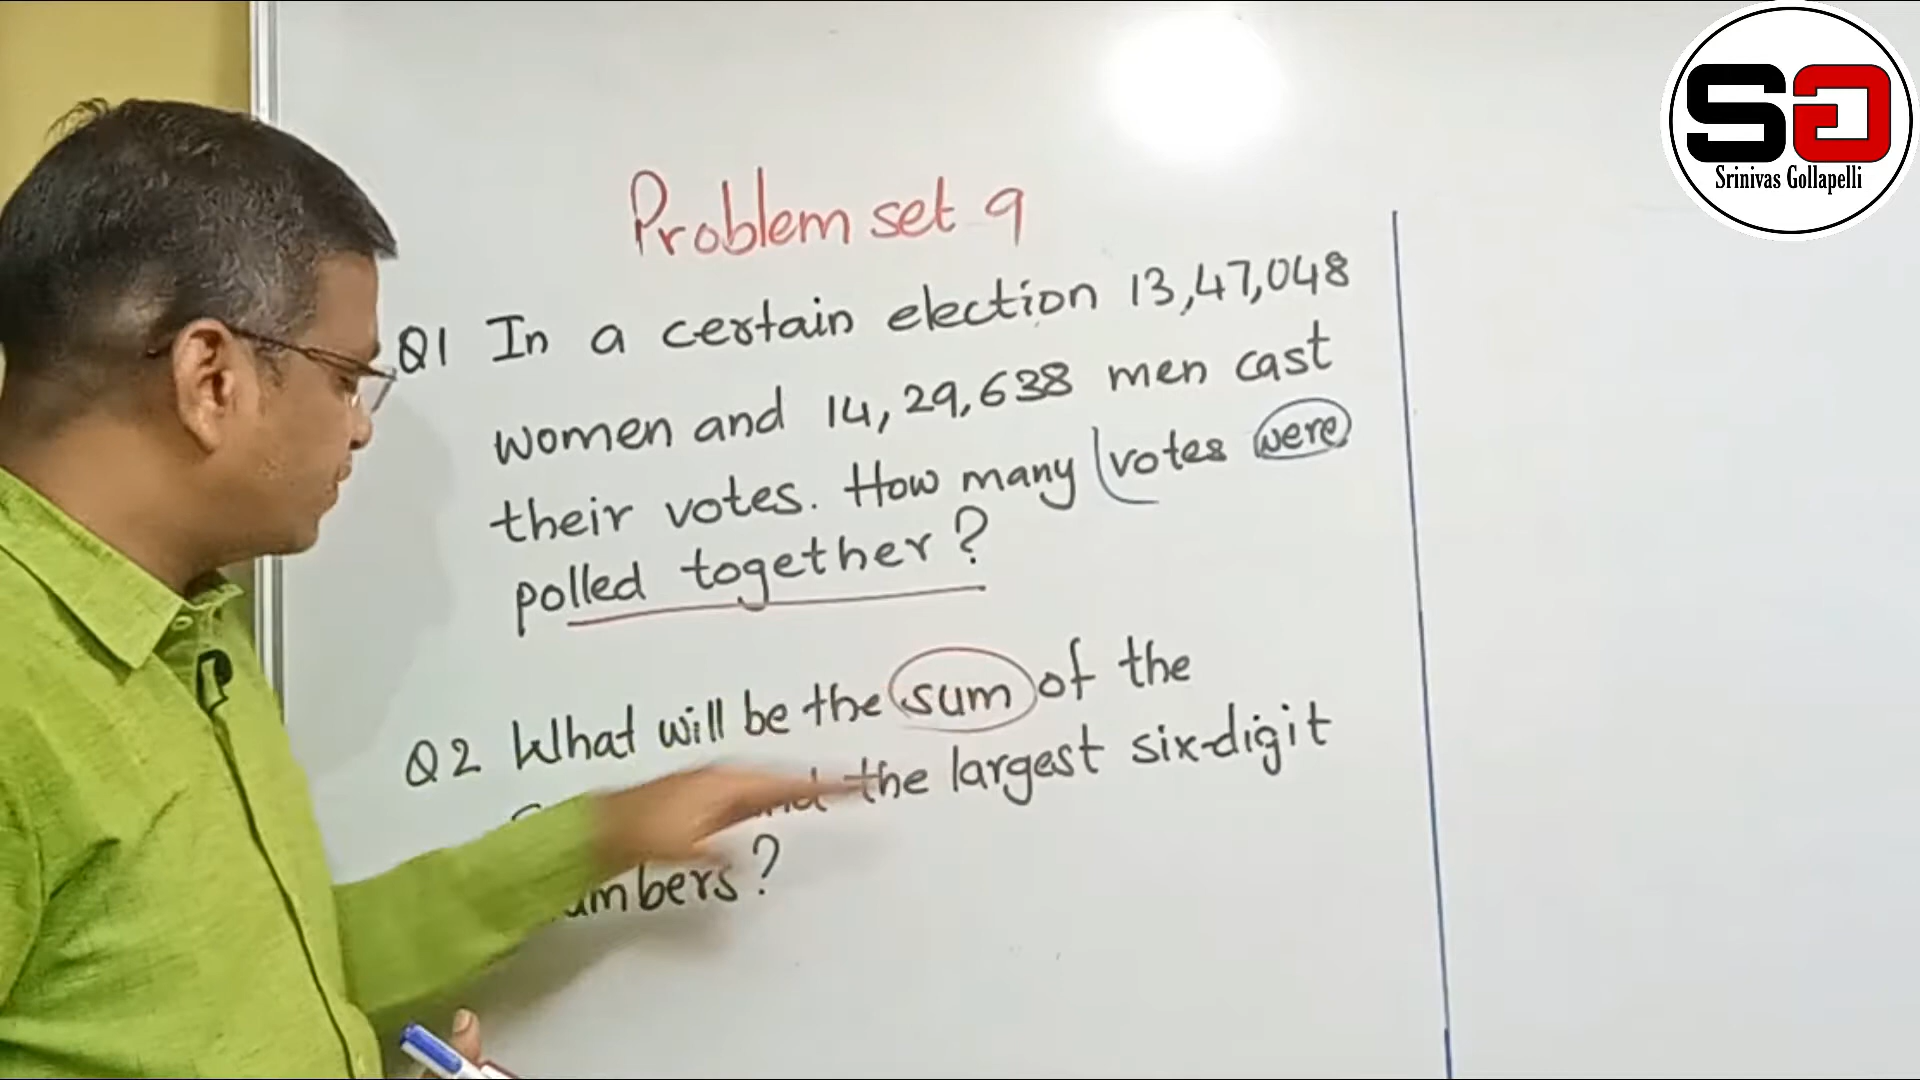 SG
Srinivas Gollapelli
Problem set 9
Q1 In a certain election 13,47,048
women and 14,29,638 men cast
their votes. How many votes were
polled together?
Q2 What will be the sum of the
the largest six-digit
?